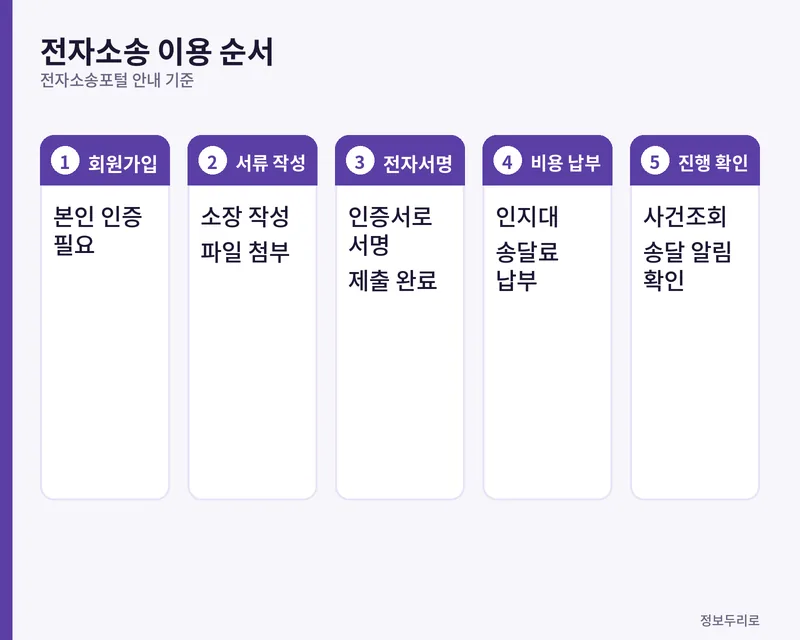 전자소송 이용 순서
전자소송포털 안내 기준
1 회원가입
본인 인증
필요
2 서류 작성
소장 작성
파일 첨부
3 전자서명
인증서로
서명
제출 완료
4 비용 납부
인지대
송달료
납부
5 진행 확인
사건조회
송달 알림
확인
정보두리로